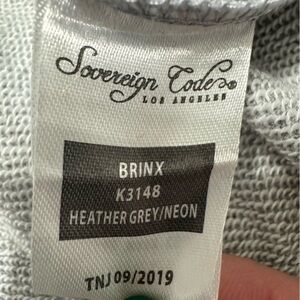 Sovereign Code
LOS ANGELES
BRINX
K3148
HEATHER GREY/NEON
TNJ 09/2019